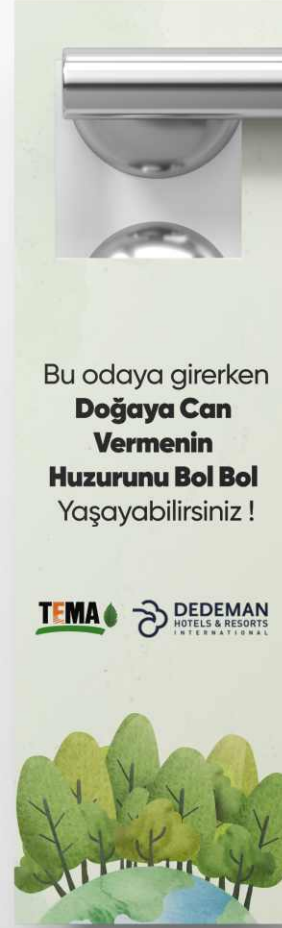 Bu odaya girerken
Doğaya Can
Vermenin
Huzurunu Bol Bol
Yaşayabilirsiniz !
TEMA
DEDEMAN
HOTELS & RESORTS
INTERNATIONAL